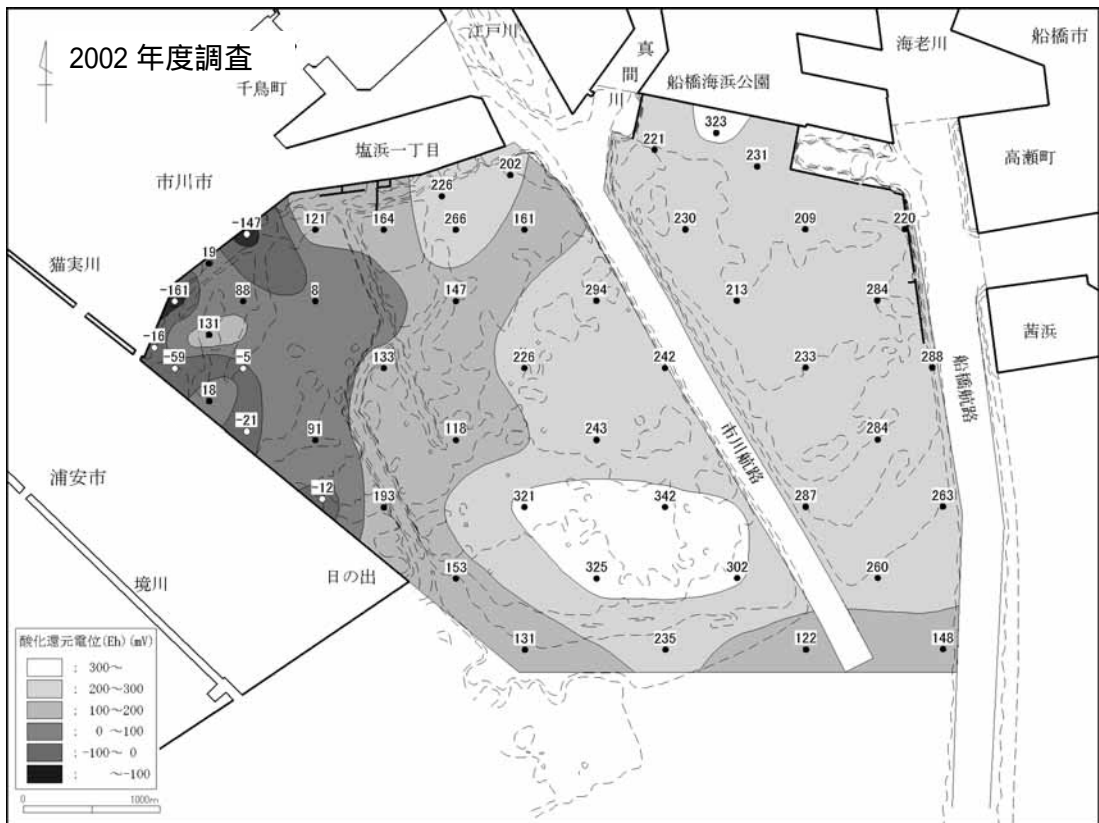 2002 年度調査
江戸川
真間川
船橋海浜公園
海老川
船橋市
千鳥町
塩浜一丁目
高瀬町
市川市
猫実川
茜浜
船橋航路
市川航路
浦安市
境川
日の出
323
221
231
202
226
-147
121
164
266
161
230
209
220
19
-161
88
8
147
294
213
284
131
-16
-59
-5
133
226
242
233
288
18
-21
91
118
243
284
-12
193
321
342
287
263
153
325
302
260
131
235
122
148
酸化還元電位(Eh)(mV)
; 300～
; 200～300
; 100～200
; 0～100
; -100～ 0
; ～-100
0 1000m